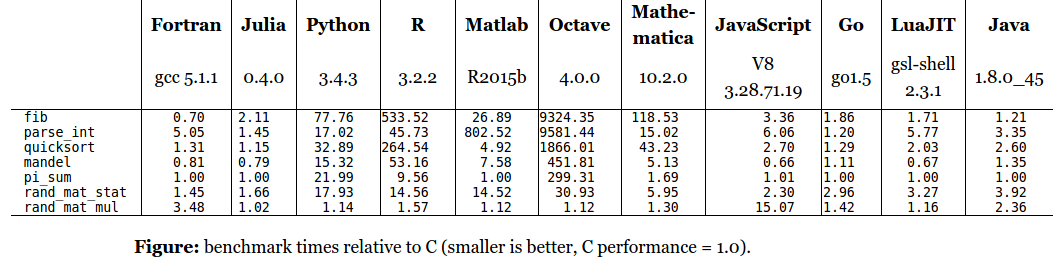 Fortran Julia Python R Matlab Octave Mathe-
matica JavaScript Go LuaJIT Java
gcc 5.1.1 0.4.0 3.4.3 3.2.2 R2015b 4.0.0 10.2.0 V8
3.28.71.19 go1.5 gsl-shell
2.3.1 1.8.0_45
fib 0.70 2.11 77.76 533.52 26.89 9324.35 118.53 3.36 1.86 1.71 1.21
parse_int 5.05 1.45 17.02 45.73 802.52 9581.44 15.02 6.06 1.20 5.77 3.35
quicksort 1.31 1.15 32.89 264.54 4.92 1866.01 43.23 2.70 1.29 2.03 2.60
mandel 0.81 0.79 15.32 53.16 7.58 451.81 5.13 0.66 1.11 0.67 1.35
pi_sum 1.00 1.00 21.99 9.56 1.00 299.31 1.69 1.01 1.00 1.00 1.00
rand_mat_stat 1.45 1.66 17.93 14.56 14.52 30.93 5.95 2.30 2.96 3.27 3.92
rand_mat_mul 3.48 1.02 1.14 1.57 1.12 1.12 1.30 15.07 1.42 1.16 2.36
Figure: benchmark times relative to C (smaller is better, C performance = 1.0).